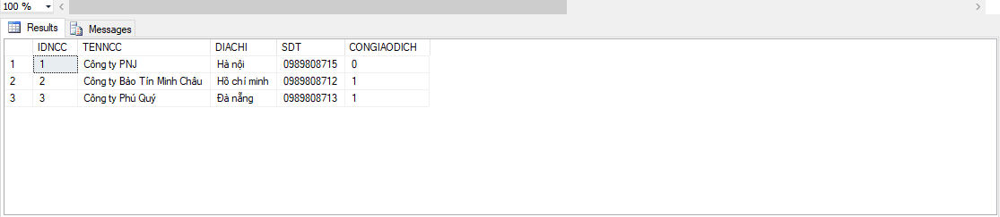 100 %
Results Messages
IDNCC TENNCC DIACHI SDT CONGIAODICH
1 1 Công ty PNJ Hà nội 0989808715 0
2 2 Công ty Bảo Tín Minh Châu Hồ chí minh 0989808712 1
3 3 Công ty Phú Quý Đà nẵng 0989808713 1